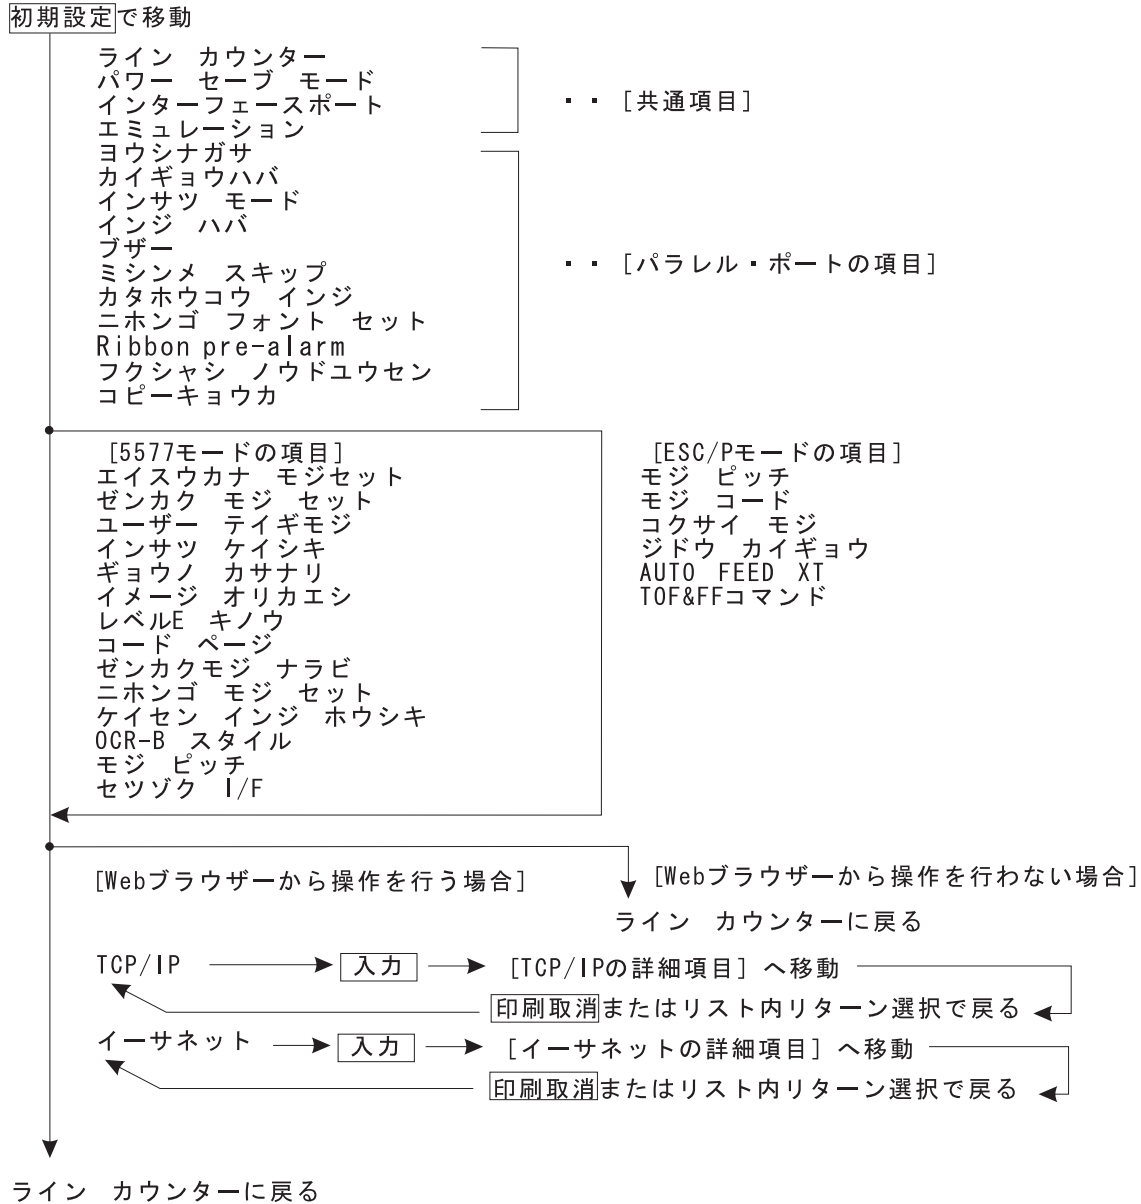 初期設定で移動
ライン カウンター
パワー セーブ モード
インターフェースポート
エミュレーション
・・ [共通項目]
ヨウシナガサ
カイギョウハバ
インサツ モード
インジ ハバ
ブザー
ミシンメ スキップ
カタホウコウ インジ
ニホンゴ フォント セット
Ribbon pre-alarm
フクシャシ ノウドユウセン
コピーキョウカ
・・ [パラレル・ポートの項目]
[5577モードの項目]
エイスウカナ モジセット
ゼンカク モジ セット
ユーザー テイギモジ
インサツ ケイシキ
ギョウノ カサナリ
イメージ オリカエシ
レベルE キノウ
コード ページ
ゼンカクモジ ナラビ
ニホンゴ モジ セット
ケイセン インジ ホウシキ
OCR-B スタイル
モジ ピッチ
セツゾク I/F
[ESC/Pモードの項目]
モジ ピッチ
モジ コード
コクサイ モジ
ジドウ カイギョウ
AUTO FEED XT
TOF&FFコマンド
[Webブラウザーから操作を行う場合]
[Webブラウザーから操作を行わない場合]
ライン カウンターに戻る
TCP/IP 入力 [TCP/IPの詳細項目] へ移動
印刷取消またはリスト内リターン選択で戻る
イーサネット 入力 [イーサネットの詳細項目] へ移動
印刷取消またはリスト内リターン選択で戻る
ライン カウンターに戻る